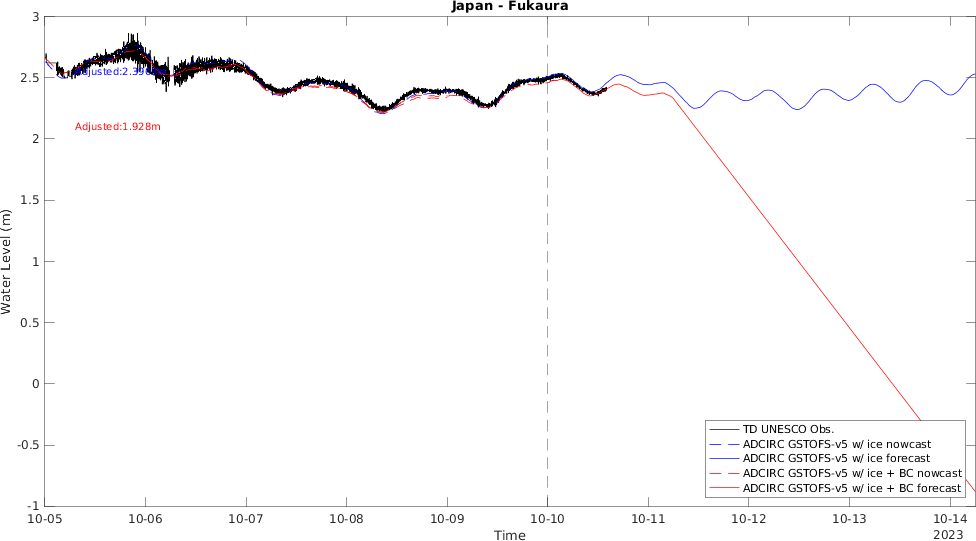 Japan - Fukaura
3
2.5
2
1.5
1
0.5
0
-0.5
-1
Water Level (m)
Adjusted:1.928m
TD UNESCO Obs.
ADCIRC GSTOFS-v5 w/ ice nowcast
ADCIRC GSTOFS-v5 w/ ice forecast
ADCIRC GSTOFS-v5 w/ ice + BC nowcast
ADCIRC GSTOFS-v5 w/ ice + BC forecast
10-05 10-06 10-07 10-08 10-09 10-10 10-11 10-12 10-13 10-14
2023
Time